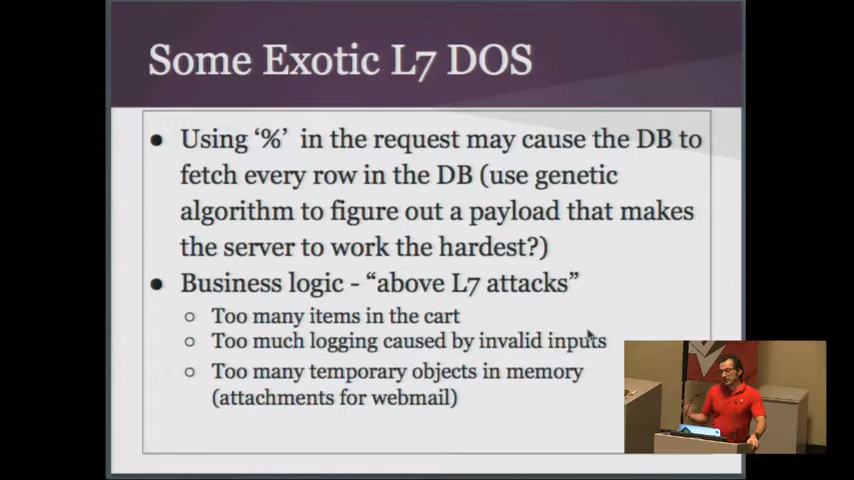 Some Exotic L7 DOS
● Using ‘%’ in the request may cause the DB to
fetch every row in the DB (use genetic
algorithm to figure out a payload that makes
the server to work the hardest?)
● Business logic - “above L7 attacks”
○ Too many items in the cart
○ Too much logging caused by invalid inputs
○ Too many temporary objects in memory
(attachments for webmail)